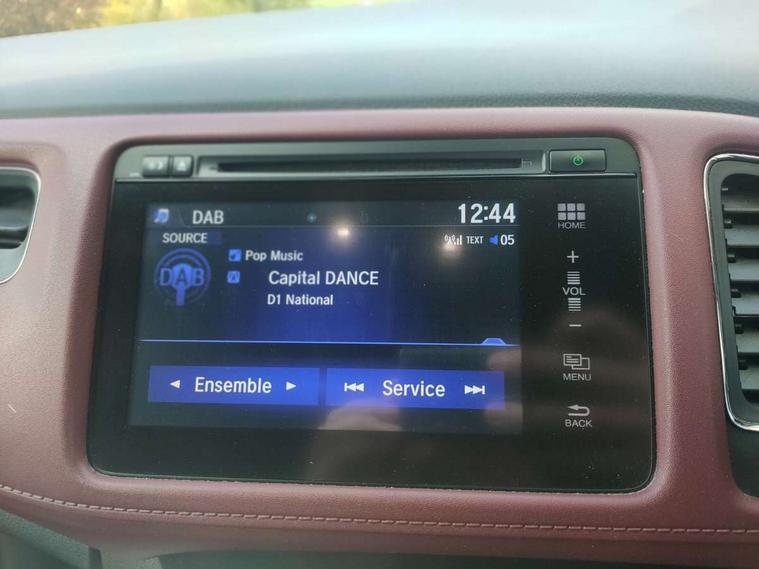 DAB
12:44
SOURCE
TEXT 05
DAB
Pop Music
Capital DANCE
D1 National
Ensemble
Service
HOME
+
VOL
−
MENU
BACK